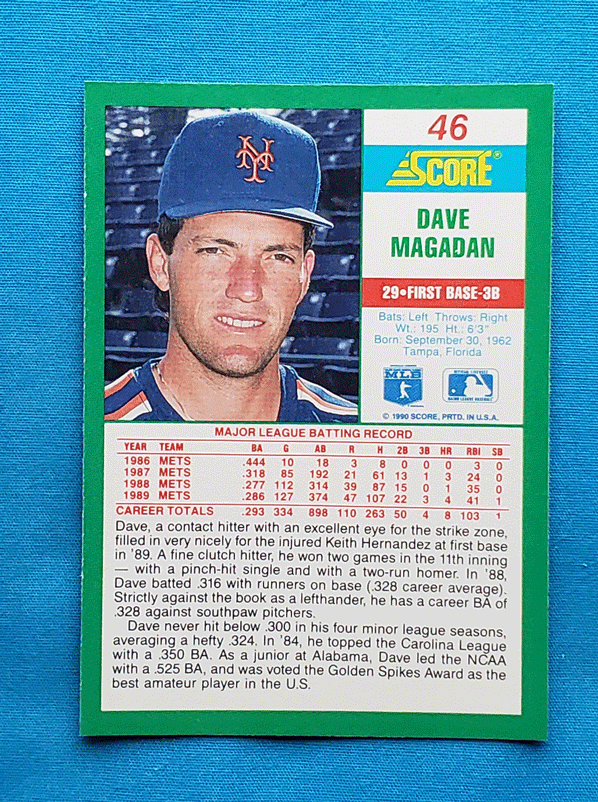 NY
46
SCORE®
DAVE
MAGADAN
29•FIRST BASE-3B
Bats: Left Throws: Right
Wt.: 195 Ht.: 6'3"
Born: September 30, 1962
Tampa, Florida
MLB
© 1990 SCORE, PRTD. IN U.S.A.
MAJOR LEAGUE BATTING RECORD
YEAR TEAM BA G AB R H 2B 3B HR RBI SB
1986 METS .444 10 18 3 8 0 0 0 3 0
1987 METS .318 85 192 21 61 13 1 3 24 0
1988 METS .277 112 314 39 87 15 0 1 35 0
1989 METS .286 127 374 47 107 22 3 4 41 1
CAREER TOTALS .293 334 898 110 263 50 4 8 103 1
Dave, a contact hitter with an excellent eye for the strike zone,
filled in very nicely for the injured Keith Hernandez at first base
in '89. A fine clutch hitter, he won two games in the 11th inning
— with a pinch-hit single and with a two-run homer. In '88,
Dave batted .316 with runners on base (.328 career average).
Strictly against the book as a lefthander, he has a career BA of
.328 against southpaw pitchers.
Dave never hit below .300 in his four minor league seasons,
averaging a hefty .324. In '84, he topped the Carolina League
with a .350 BA. As a junior at Alabama, Dave led the NCAA
with a .525 BA, and was voted the Golden Spikes Award as the
best amateur player in the U.S.